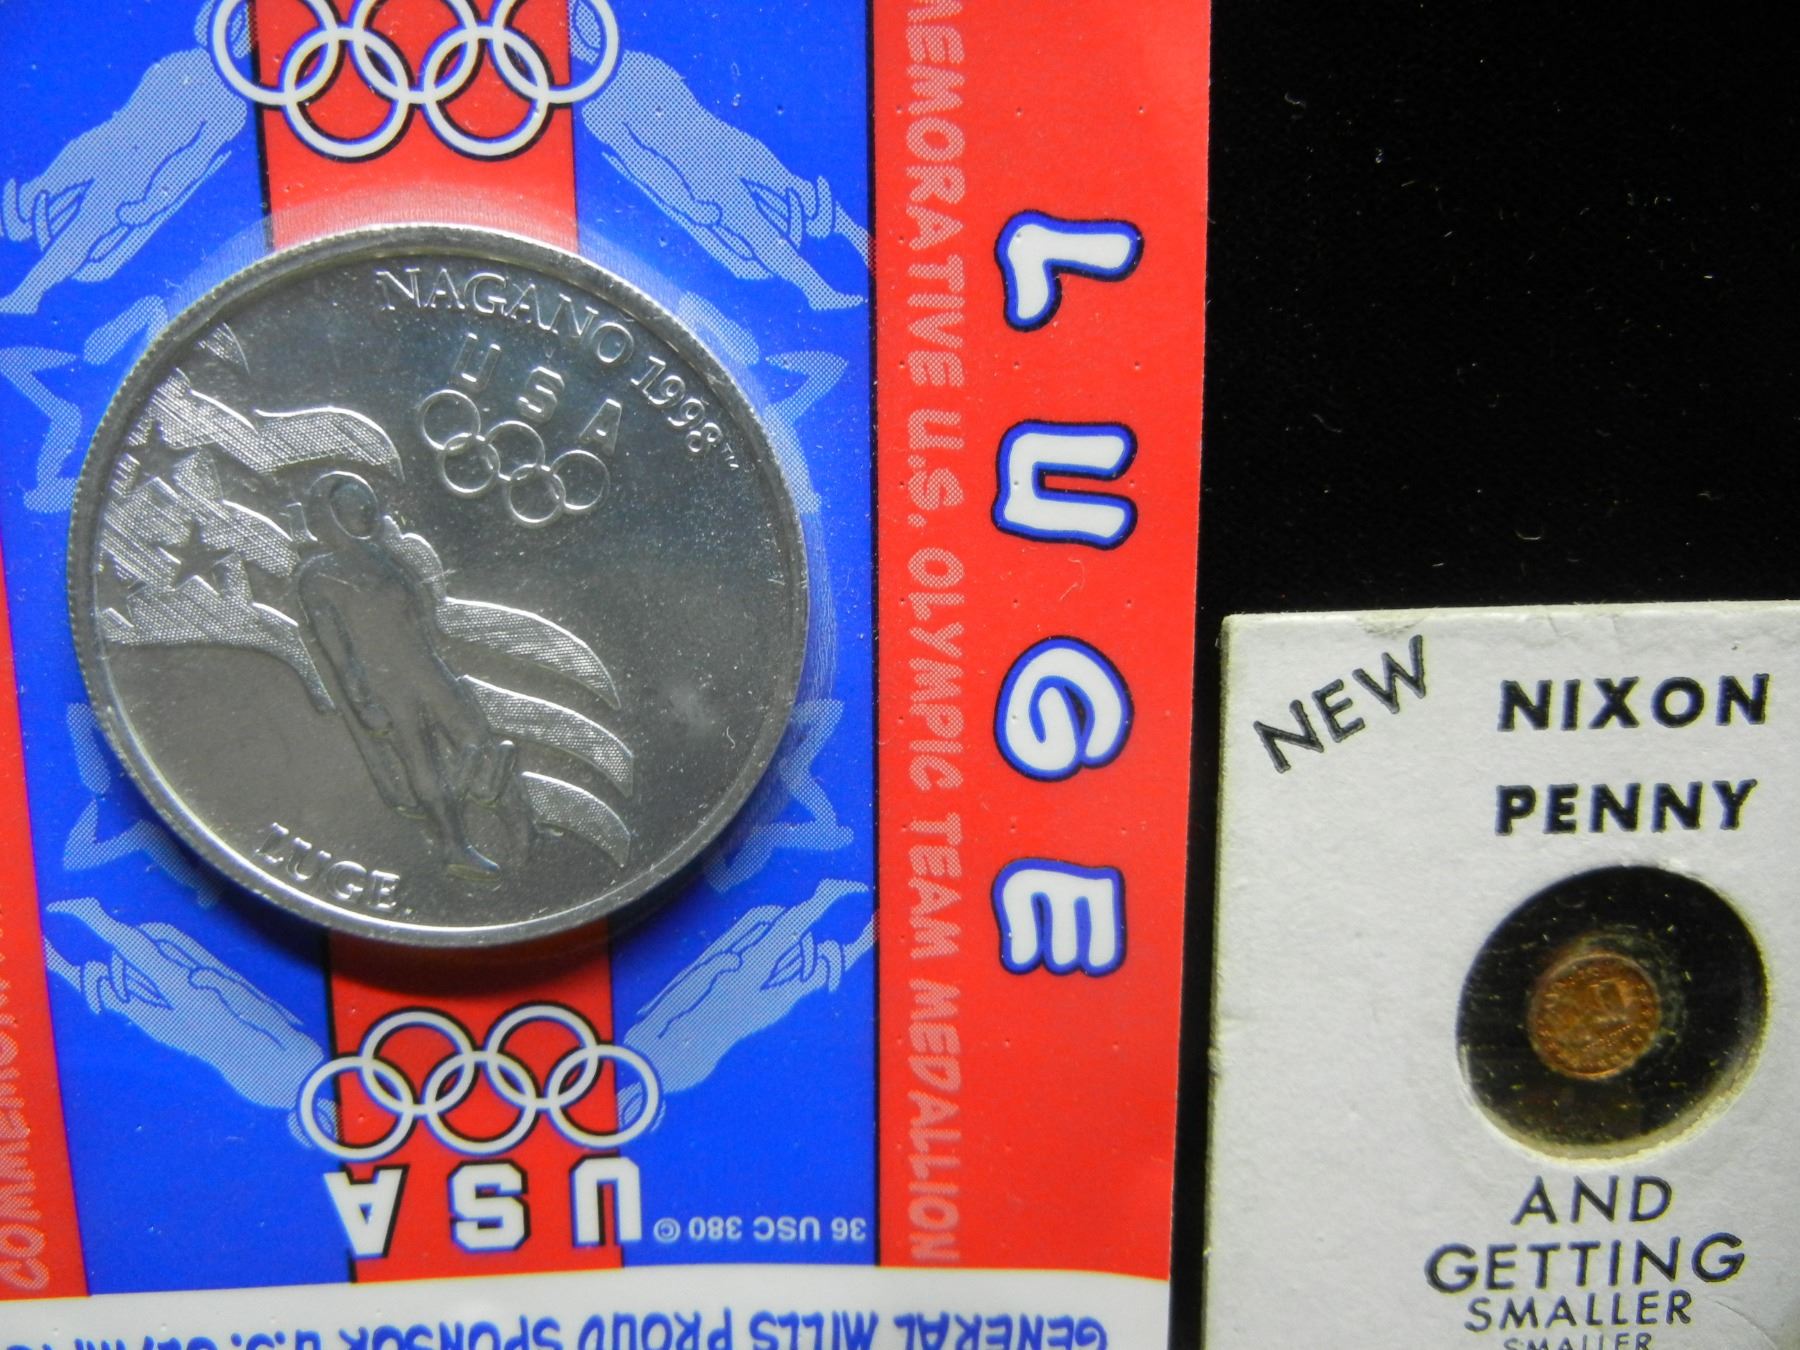 NAGANO 1998™
USA
LUGE
LUGE
COMMEMORATIVE U.S. OLYMPIC TEAM MEDALLION
USA
36 USC 380 ©
GENERAL MILLS PROUD SPONSOR U.S.
NEW
NIXON
PENNY
AND
GETTING
SMALLER
SMALLER